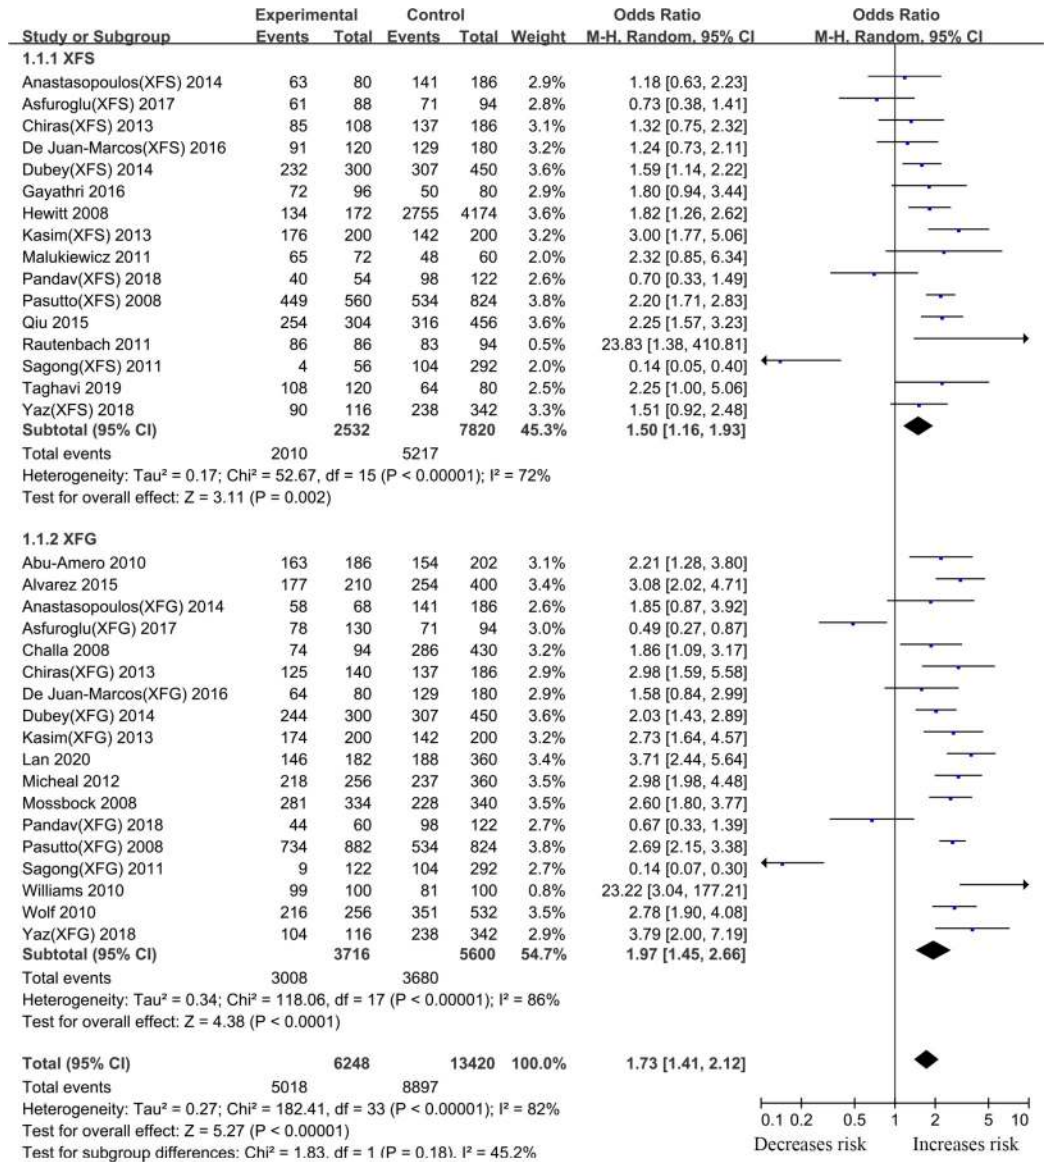 Experimental Control Odds Ratio Odds Ratio
Study or Subgroup Events Total Events Total Weight M-H, Random, 95% CI M-H, Random, 95% CI
1.1.1 XFS
Anastasopoulos(XFS) 2014 63 80 141 186 2.9% 1.18 [0.63, 2.23]
Asfuroglu(XFS) 2017 61 88 71 94 2.8% 0.73 [0.38, 1.41]
Chiras(XFS) 2013 85 108 137 186 3.1% 1.32 [0.75, 2.32]
De Juan-Marcos(XFS) 2016 91 120 129 180 3.2% 1.24 [0.73, 2.11]
Dubey(XFS) 2014 232 300 307 450 3.6% 1.59 [1.14, 2.22]
Gayathri 2016 72 96 50 80 2.9% 1.80 [0.94, 3.44]
Hewitt 2008 134 172 2755 4174 3.6% 1.82 [1.26, 2.62]
Kasim(XFS) 2013 176 200 142 200 3.2% 3.00 [1.77, 5.06]
Malukiewicz 2011 65 72 48 60 2.0% 2.32 [0.85, 6.34]
Pandav(XFS) 2018 40 54 98 122 2.7% 0.70 [0.33, 1.49]
Pasutto(XFS) 2008 449 560 534 824 3.8% 2.20 [1.71, 2.83]
Qiu 2015 254 304 316 456 3.6% 2.25 [1.57, 3.23]
Rautenbach 2011 86 86 83 94 0.5% 23.83 [1.38, 410.81]
Sagong(XFS) 2011 4 56 104 292 2.0% 0.14 [0.05, 0.40]
Taghavi 2019 108 120 64 80 2.5% 2.25 [1.00, 5.06]
Yaz(XFS) 2018 90 116 238 342 3.3% 1.51 [0.92, 2.48]
Subtotal (95% CI) 2532 7820 45.3% 1.50 [1.16, 1.93]
Total events 2010 5217
Heterogeneity: Tau² = 0.17; Chi² = 52.67, df = 15 (P < 0.00001); I² = 72%
Test for overall effect: Z = 3.11 (P = 0.002)
1.1.2 XFG
Abu-Amero 2010 163 186 154 202 3.1% 2.21 [1.28, 3.80]
Alvarez 2015 177 210 254 400 3.4% 3.08 [2.02, 4.71]
Anastasopoulos(XFG) 2014 58 68 141 186 2.6% 1.85 [0.87, 3.92]
Asfuroglu(XFG) 2017 78 130 71 94 3.0% 0.49 [0.27, 0.87]
Challa 2008 74 94 286 430 3.1% 1.86 [1.09, 3.17]
Chiras(XFG) 2013 125 140 137 186 2.9% 2.98 [1.59, 5.58]
De Juan-Marcos(XFG) 2016 64 80 129 180 2.9% 1.58 [0.84, 2.99]
Dubey(XFG) 2014 244 300 307 450 3.6% 2.03 [1.43, 2.89]
Kasim(XFG) 2013 174 200 142 200 3.2% 2.73 [1.64, 4.57]
Lan 2020 146 182 188 360 3.4% 3.71 [2.44, 5.64]
Micheal 2012 218 256 237 360 3.5% 2.98 [1.98, 4.48]
Mossbock 2008 281 334 228 340 3.5% 2.60 [1.80, 3.77]
Pandav(XFG) 2018 44 60 98 122 2.7% 0.67 [0.33, 1.39]
Pasutto(XFG) 2008 734 882 534 824 3.8% 2.69 [2.15, 3.38]
Sagong(XFG) 2011 9 122 104 292 2.7% 0.14 [0.07, 0.30]
Williams 2010 99 100 81 100 0.8% 23.22 [3.04, 177.21]
Wolf 2010 216 256 351 532 3.5% 2.78 [1.90, 4.08]
Yaz(XFG) 2018 104 116 238 342 2.9% 3.79 [2.00, 7.19]
Subtotal (95% CI) 3716 5600 54.7% 1.97 [1.45, 2.66]
Total events 3008 3680
Heterogeneity: Tau² = 0.34; Chi² = 118.06, df = 17 (P < 0.00001); I² = 86%
Test for overall effect: Z = 4.38 (P < 0.0001)
Total (95% CI) 6248 13420 100.0% 1.73 [1.41, 2.12]
Total events 5018 8897
Heterogeneity: Tau² = 0.27; Chi² = 182.41, df = 33 (P < 0.00001); I² = 82%
Test for overall effect: Z = 5.27 (P < 0.00001)
Test for subgroup differences: Chi² = 1.83, df = 1 (P = 0.18), I² = 45.2%
0.1 0.2 0.5 1 2 5 10
Decreases risk Increases risk